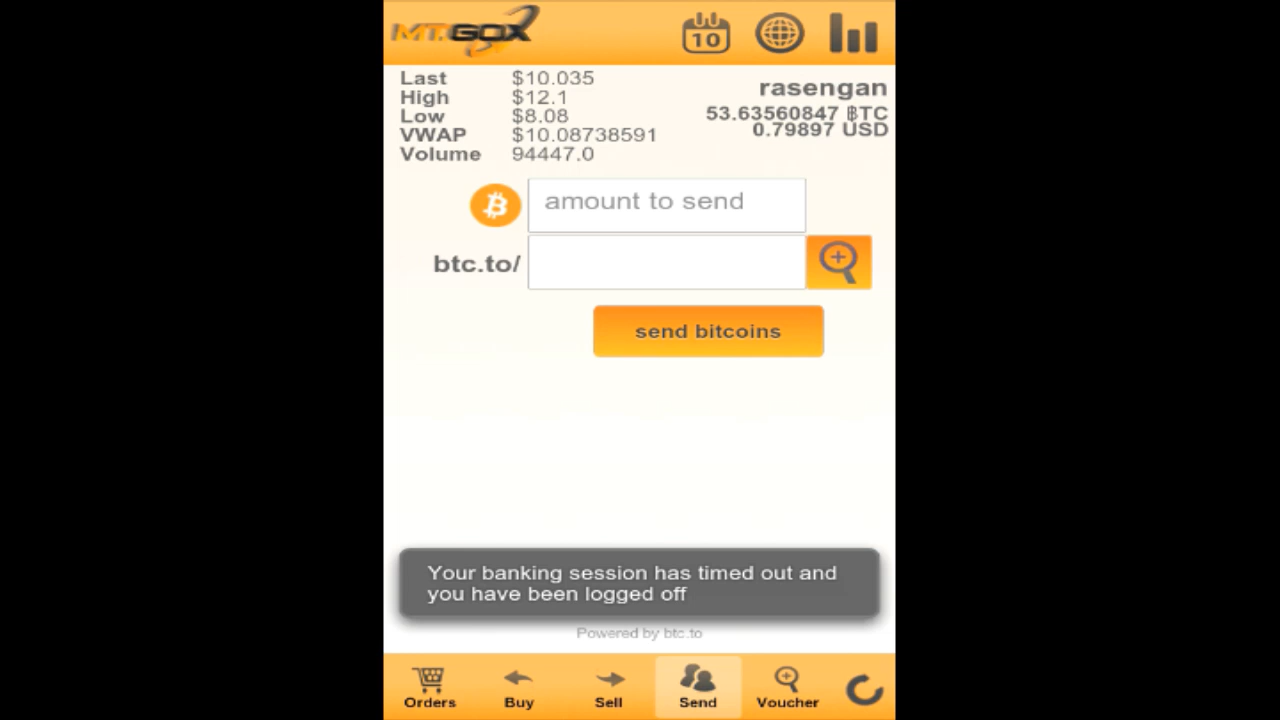 MT.GOX
10
Last $10.035
High $12.1
Low $8.08
VWAP $10.08738591
Volume 94447.0
rasengan
53.63560847 ฿TC
0.79897 USD
amount to send
btc.to/
send bitcoins
Your banking session has timed out and
you have been logged off
Powered by btc.to
Orders Buy Sell Send Voucher